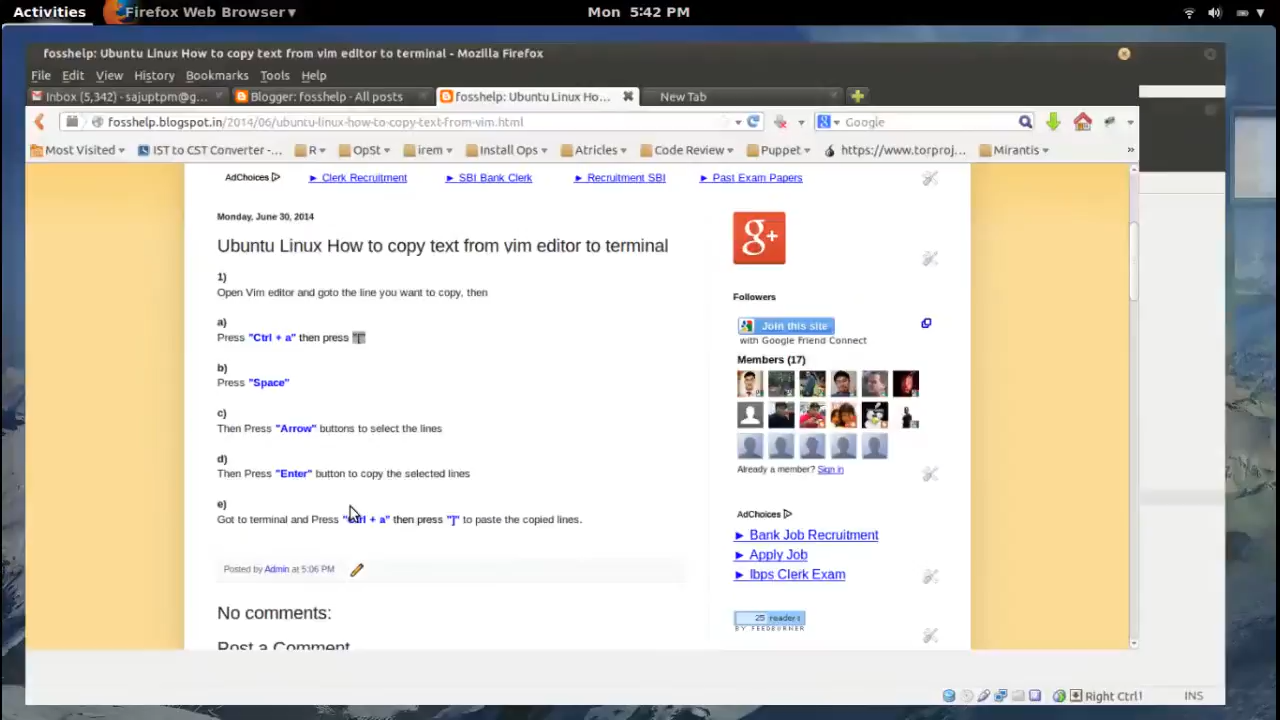 Activities
Firefox Web Browser ▾
Mon 5:42 PM
fosshelp: Ubuntu Linux How to copy text from vim editor to terminal - Mozilla Firefox
File Edit View History Bookmarks Tools Help
Inbox (5,342) - sajuptpm@g...
Blogger: fosshelp - All posts
fosshelp: Ubuntu Linux Ho...
New Tab
fosshelp.blogspot.in/2014/06/ubuntu-linux-how-to-copy-text-from-vim.html
Google
Most Visited
IST to CST Converter -...
R
OpSt
irem
Install Ops
Atricles
Code Review
Puppet
https://www.torproj...
Mirantis
»
AdChoices
► Clerk Recruitment
► SBI Bank Clerk
► Recruitment SBI
► Past Exam Papers
Monday, June 30, 2014
Ubuntu Linux How to copy text from vim editor to terminal
1)
Open Vim editor and goto the line you want to copy, then
a)
Press "Ctrl + a" then press "["
b)
Press "Space"
c)
Then Press "Arrow" buttons to select the lines
d)
Then Press "Enter" button to copy the selected lines
e)
Got to terminal and Press "Ctrl + a" then press "]" to paste the copied lines.
Posted by Admin at 5:06 PM
No comments:
Post a Comment
g+
Followers
Join this site
with Google Friend Connect
Members (17)
Already a member? Sign in
AdChoices
► Bank Job Recruitment
► Apply Job
► Ibps Clerk Exam
25 readers
BY FEEDBURNER
Right Ctrl
INS